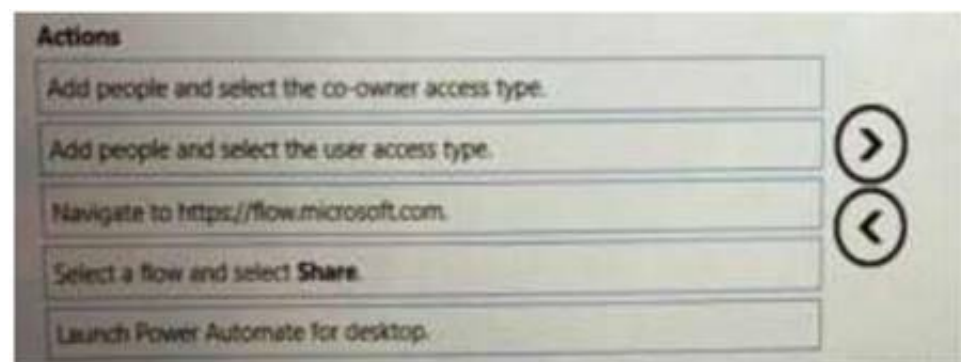 Actions
Add people and select the co-owner access type.
Add people and select the user access type.
Navigate to https://flow.microsoft.com.
Select a flow and select Share.
Launch Power Automate for desktop.